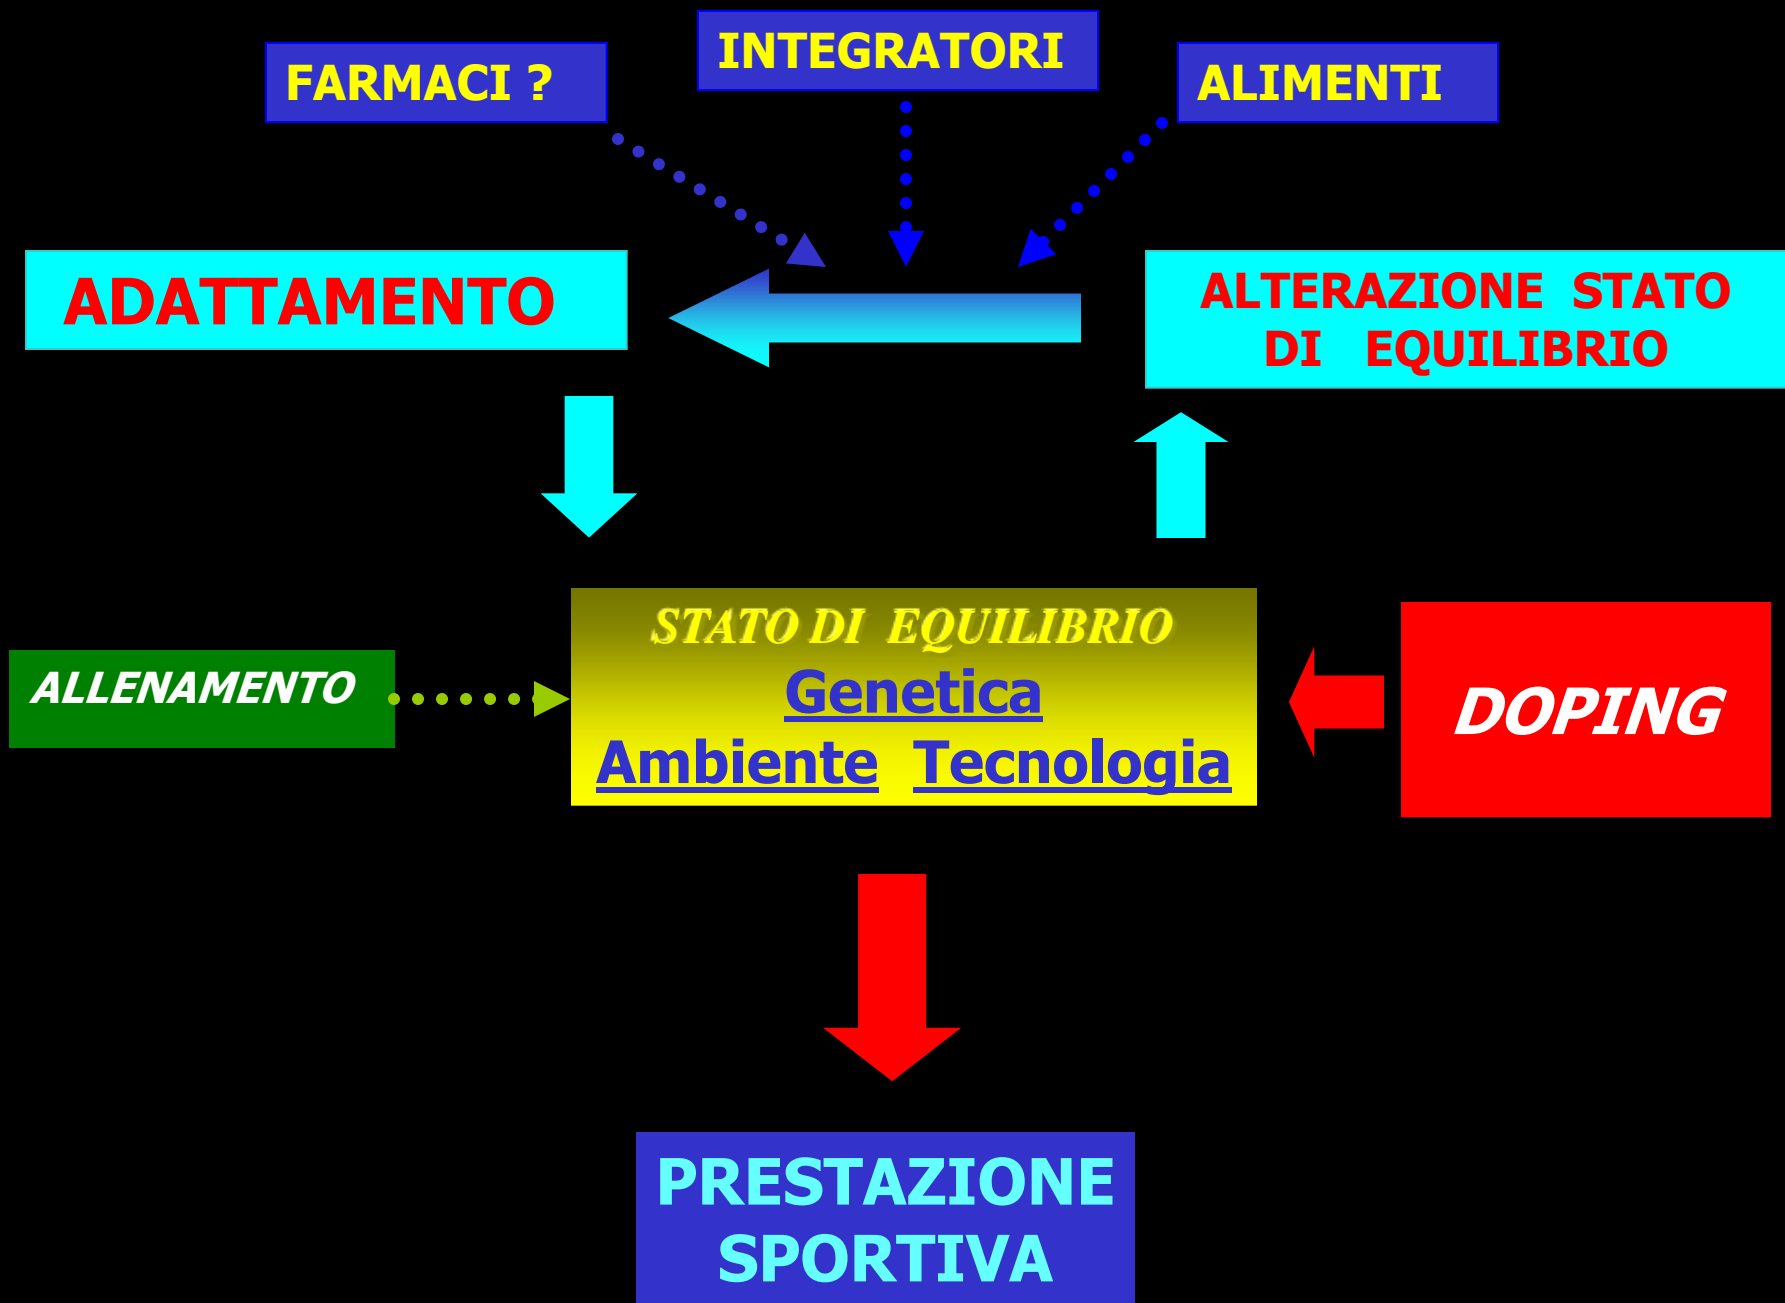 INTEGRATORI
FARMACI ?
ALIMENTI
ADATTAMENTO
ALTERAZIONE STATO
DI EQUILIBRIO
STATO DI EQUILIBRIO
Genetica
Ambiente Tecnologia
ALLENAMENTO
DOPING
PRESTAZIONE
SPORTIVA